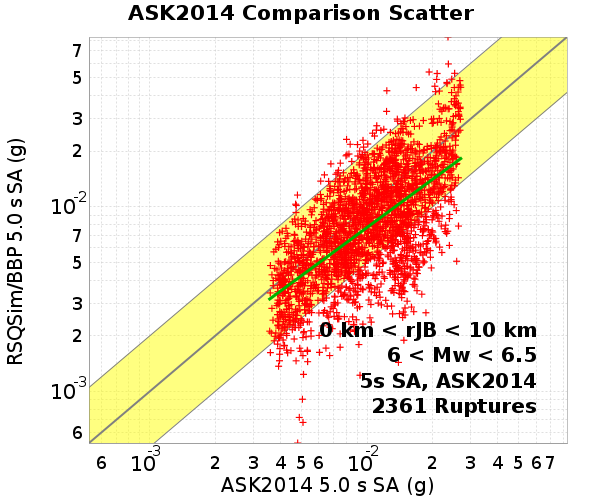 ASK2014 Comparison Scatter
RSQSim/BBP 5.0 s SA (g)
7
5
3
2
10^-2
7
5
3
2
10^-3
6
0 km < rJB < 10 km
6 < Mw < 6.5
5s SA, ASK2014
2361 Ruptures
6 10^-3 2 3 4 5 6 10^-2 2 3 4 5 6 7
ASK2014 5.0 s SA (g)